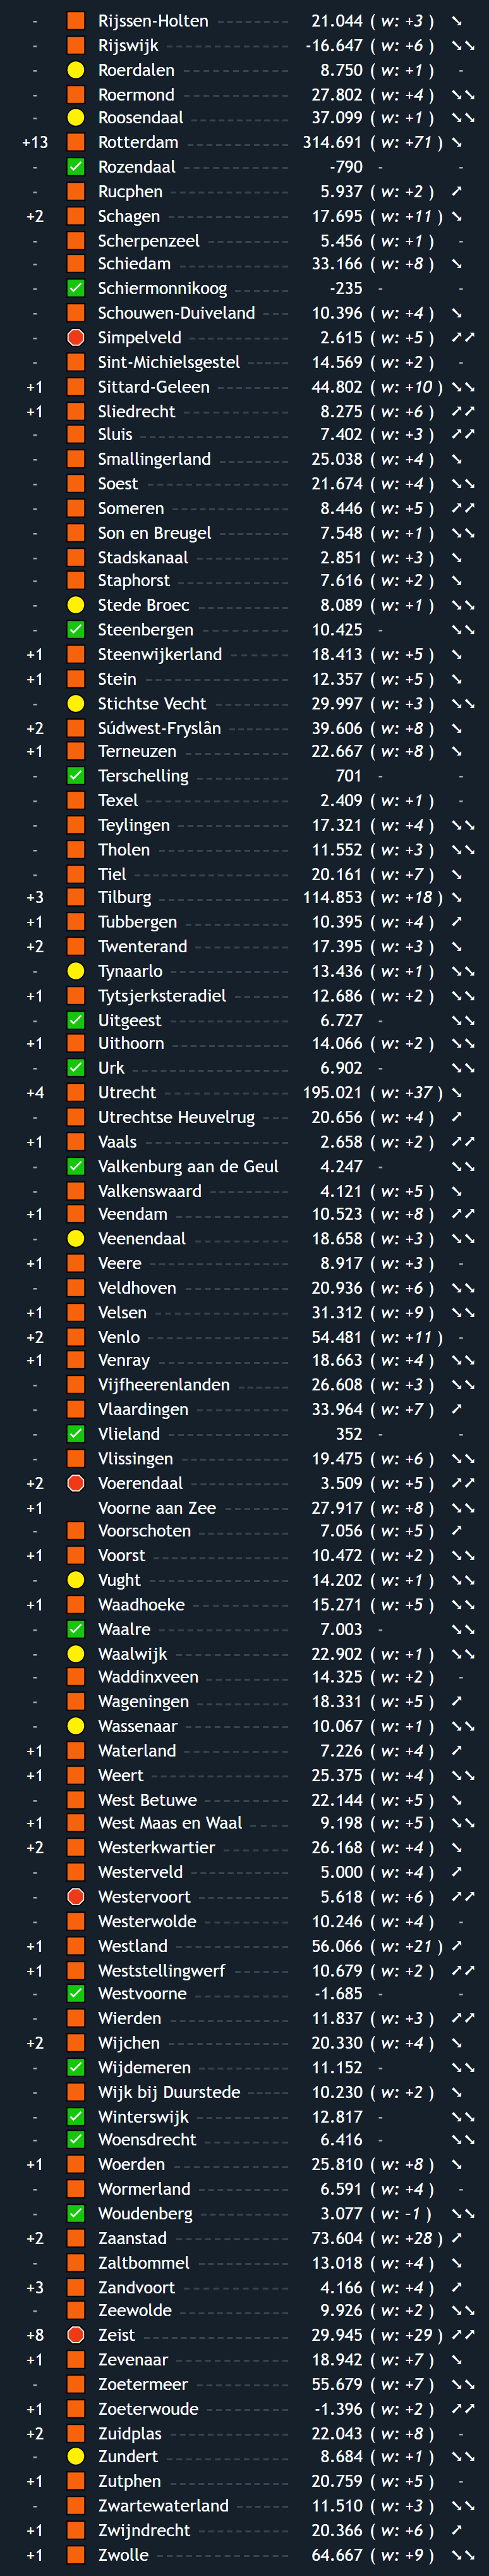 - Rijssen-Holten 21.044 ( w: +3 ) ➘
- Rijswijk -16.647 ( w: +6 ) ➘➘
- Roerdalen 8.750 ( w: +1 ) -
- Roermond 27.802 ( w: +4 ) ➘➘
- Roosendaal 37.099 ( w: +1 ) ➘➘
+13 Rotterdam 314.691 ( w: +71 ) ➘
- Rozendaal -790 - -
- Rucphen 5.937 ( w: +2 ) ➚
+2 Schagen 17.695 ( w: +11 ) ➘
- Scherpenzeel 5.456 ( w: +1 ) -
- Schiedam 33.166 ( w: +8 ) ➘
- Schiermonnikoog -235 - -
- Schouwen-Duiveland 10.396 ( w: +4 ) ➘
- Simpelveld 2.615 ( w: +5 ) ➚➚
- Sint-Michielsgestel 14.569 ( w: +2 ) -
+1 Sittard-Geleen 44.802 ( w: +10 ) ➘➘
+1 Sliedrecht 8.275 ( w: +6 ) ➚➚
- Sluis 7.402 ( w: +3 ) ➚➚
- Smallingerland 25.038 ( w: +4 ) ➘
- Soest 21.674 ( w: +4 ) ➘➘
- Someren 8.446 ( w: +5 ) ➚➚
- Son en Breugel 7.548 ( w: +1 ) ➘➘
- Stadskanaal 2.851 ( w: +3 ) ➘
- Staphorst 7.616 ( w: +2 ) ➘
- Stede Broec 8.089 ( w: +1 ) ➘➘
- Steenbergen 10.425 - ➘➘
+1 Steenwijkerland 18.413 ( w: +5 ) ➘
+1 Stein 12.357 ( w: +5 ) ➘
- Stichtse Vecht 29.997 ( w: +3 ) ➘➘
+2 Súdwest-Fryslân 39.606 ( w: +8 ) ➘
+1 Terneuzen 22.667 ( w: +8 ) ➘
- Terschelling 701 - -
- Texel 2.409 ( w: +1 ) -
- Teylingen 17.321 ( w: +4 ) ➘➘
- Tholen 11.552 ( w: +3 ) ➘➘
- Tiel 20.161 ( w: +7 ) ➘
+3 Tilburg 114.853 ( w: +18 ) ➘
+1 Tubbergen 10.395 ( w: +4 ) ➚
+2 Twenterand 17.395 ( w: +3 ) ➘
- Tynaarlo 13.436 ( w: +1 ) ➘➘
+1 Tytsjerksteradiel 12.686 ( w: +2 ) ➘➘
- Uitgeest 6.727 - ➘➘
+1 Uithoorn 14.066 ( w: +2 ) ➘➘
- Urk 6.902 - ➘➘
+4 Utrecht 195.021 ( w: +37 ) ➘
- Utrechtse Heuvelrug 20.656 ( w: +4 ) ➚
+1 Vaals 2.658 ( w: +2 ) ➚➚
- Valkenburg aan de Geul 4.247 - ➘➘
- Valkenswaard 4.121 ( w: +5 ) ➘
+1 Veendam 10.523 ( w: +8 ) ➚➚
- Veenendaal 18.658 ( w: +3 ) ➘➘
+1 Veere 8.917 ( w: +3 ) -
- Veldhoven 20.936 ( w: +6 ) ➘➘
+1 Velsen 31.312 ( w: +9 ) ➘➘
+2 Venlo 54.481 ( w: +11 ) -
+1 Venray 18.663 ( w: +4 ) ➘➘
- Vijfheerenlanden 26.608 ( w: +3 ) ➘➘
- Vlaardingen 33.964 ( w: +7 ) ➚
- Vlieland 352 - -
- Vlissingen 19.475 ( w: +6 ) ➘➘
+2 Voerendaal 3.509 ( w: +5 ) ➚➚
+1 Voorne aan Zee 27.917 ( w: +8 ) ➘➘
- Voorschoten 7.056 ( w: +5 ) ➚
+1 Voorst 10.472 ( w: +2 ) ➘➘
- Vught 14.202 ( w: +1 ) ➘➘
+1 Waadhoeke 15.271 ( w: +5 ) ➘➘
- Waalre 7.003 - ➘➘
- Waalwijk 22.902 ( w: +1 ) ➘➘
- Waddinxveen 14.325 ( w: +2 ) -
- Wageningen 18.331 ( w: +5 ) ➚
- Wassenaar 10.067 ( w: +1 ) ➘➘
+1 Waterland 7.226 ( w: +4 ) ➚
+1 Weert 25.375 ( w: +4 ) ➘➘
- West Betuwe 22.144 ( w: +5 ) ➘
+1 West Maas en Waal 9.198 ( w: +5 ) ➘➘
+2 Westerkwartier 26.168 ( w: +4 ) ➘
- Westerveld 5.000 ( w: +4 ) ➚
- Westervoort 5.618 ( w: +6 ) ➚➚
- Westerwolde 10.246 ( w: +4 ) -
+1 Westland 56.066 ( w: +21 ) ➚
+1 Weststellingwerf 10.679 ( w: +2 ) ➚➚
- Westvoorne -1.685 - -
- Wierden 11.837 ( w: +3 ) ➚➚
+2 Wijchen 20.330 ( w: +4 ) ➘
- Wijdemeren 11.152 - ➘➘
- Wijk bij Duurstede 10.230 ( w: +2 ) ➘
- Winterswijk 12.817 - ➘➘
- Woensdrecht 6.416 - ➘➘
+1 Woerden 25.810 ( w: +8 ) ➘
- Wormerland 6.591 ( w: +4 ) -
- Woudenberg 3.077 ( w: -1 ) ➘➘
+2 Zaanstad 73.604 ( w: +28 ) ➚
- Zaltbommel 13.018 ( w: +4 ) ➘
+3 Zandvoort 4.166 ( w: +4 ) ➚
- Zeewolde 9.926 ( w: +2 ) ➘➘
+8 Zeist 29.945 ( w: +29 ) ➚➚
+1 Zevenaar 18.942 ( w: +7 ) ➘
- Zoetermeer 55.679 ( w: +7 ) ➘➘
+1 Zoeterwoude -1.396 ( w: +2 ) ➚➚
+2 Zuidplas 22.043 ( w: +8 ) -
- Zundert 8.684 ( w: +1 ) ➘➘
+1 Zutphen 20.759 ( w: +5 ) -
- Zwartewaterland 11.510 ( w: +3 ) ➘➘
+1 Zwijndrecht 20.366 ( w: +6 ) ➚
+1 Zwolle 64.667 ( w: +9 ) ➘➘